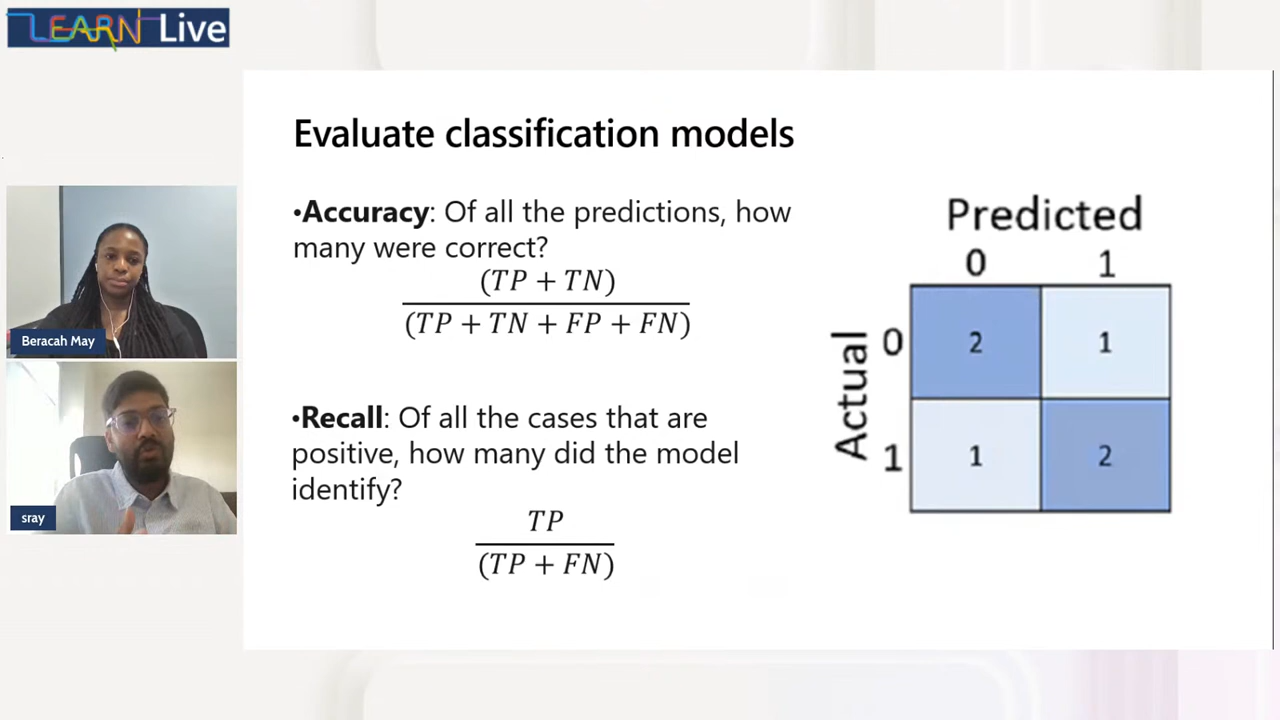 LEARN Live
Evaluate classification models
•Accuracy: Of all the predictions, how
many were correct?
(TP + TN)
(TP + TN + FP + FN)
•Recall: Of all the cases that are
positive, how many did the model
identify?
TP
(TP + FN)
Predicted
0 1
Actual
0 2 1
1 1 2
Beracah May
sray